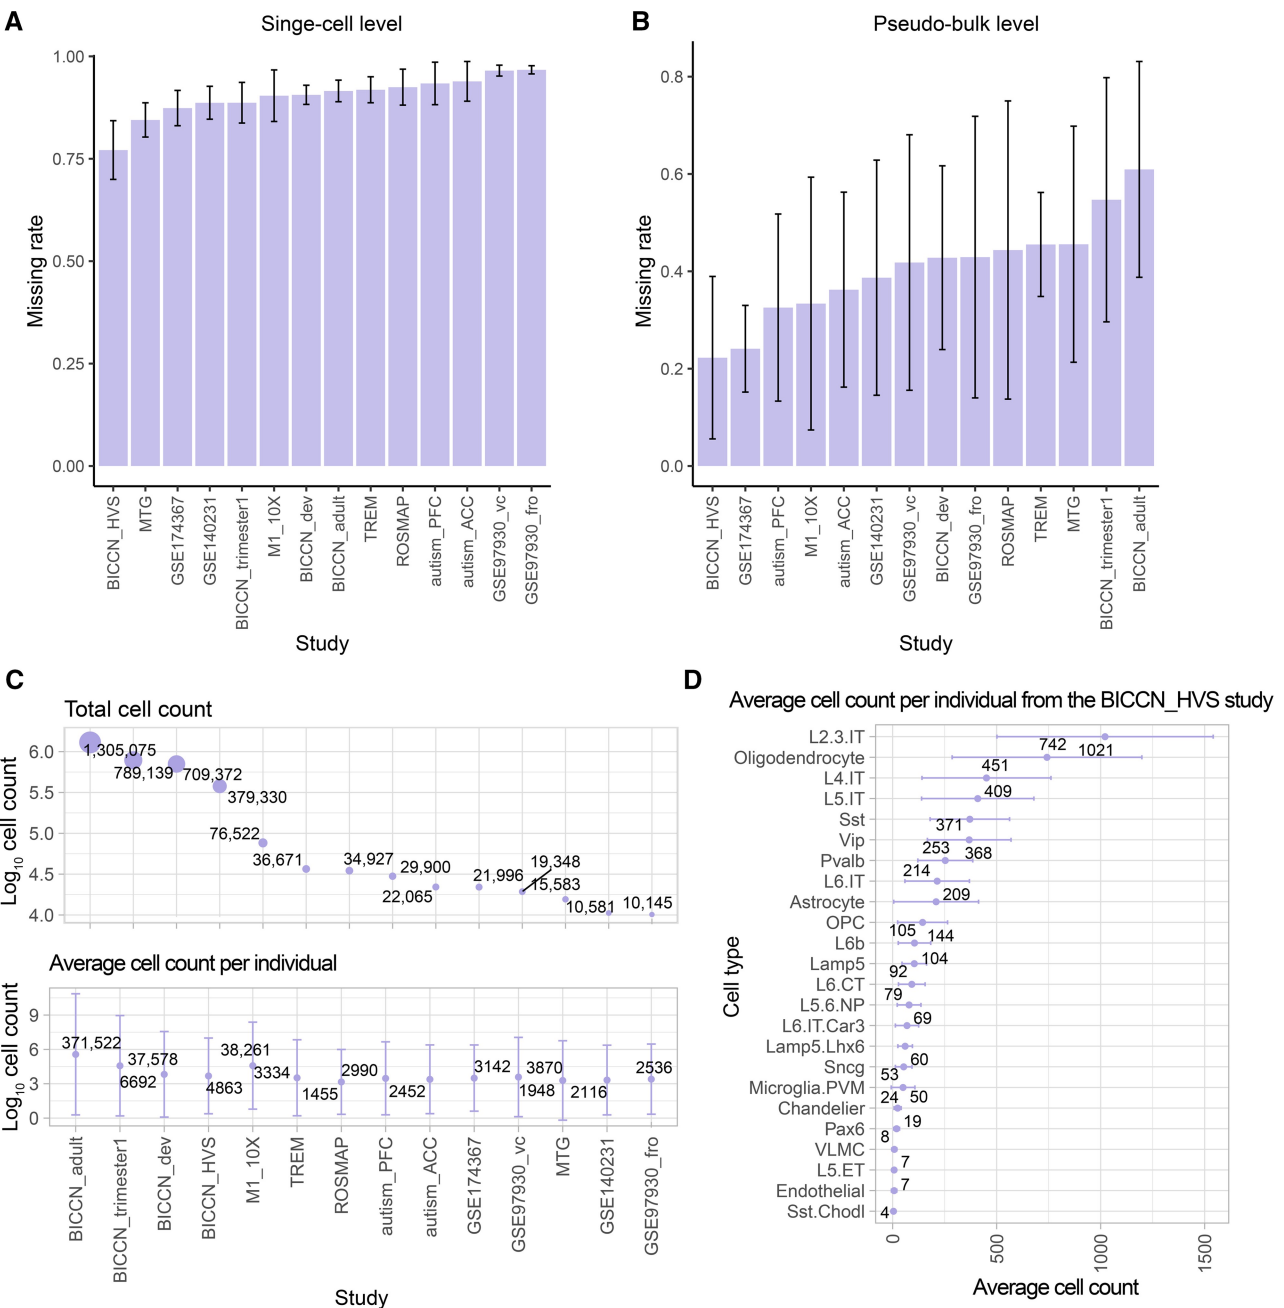 A
Singe-cell level
Missing rate
1.00
0.75
0.50
0.25
0.00
BICCN_HVS
MTG
GSE174367
GSE140231
BICCN_trimester1
M1_10X
BICCN_dev
BICCN_adult
TREM
ROSMAP
autism_PFC
autism_ACC
GSE97930_vc
GSE97930_fro
Study
B
Pseudo-bulk level
Missing rate
0.8
0.6
0.4
0.2
0.0
BICCN_HVS
GSE174367
autism_PFC
M1_10X
autism_ACC
GSE140231
GSE97930_vc
BICCN_dev
GSE97930_fro
ROSMAP
TREM
MTG
BICCN_trimester1
BICCN_adult
Study
C
Total cell count
Log10 cell count
6.0
5.5
5.0
4.5
4.0
1,305,075
789,139
709,372
379,330
76,522
36,671
34,927
29,900
22,065
21,996
19,348
15,583
10,581
10,145
Average cell count per individual
Log10 cell count
9
6
3
0
371,522
37,578
6692
4863
38,261
3334
1455
2990
2452
3142
3870
1948
2116
2536
BICCN_adult
BICCN_trimester1
BICCN_dev
BICCN_HVS
M1_10X
TREM
ROSMAP
autism_PFC
autism_ACC
GSE174367
GSE97930_vc
MTG
GSE140231
GSE97930_fro
Study
D
Average cell count per individual from the BICCN_HVS study
Cell type
L2.3.IT
Oligodendrocyte
L4.IT
L5.IT
Sst
Vip
Pvalb
L6.IT
Astrocyte
OPC
L6b
Lamp5
L6.CT
L5.6.NP
L6.IT.Car3
Lamp5.Lhx6
Sncg
Microglia.PVM
Chandelier
Pax6
VLMC
L5.ET
Endothelial
Sst.Chodl
742
1021
451
409
371
253
368
214
209
105
144
104
92
79
69
60
53
24
50
19
8
7
7
4
0
500
1000
1500
Average cell count